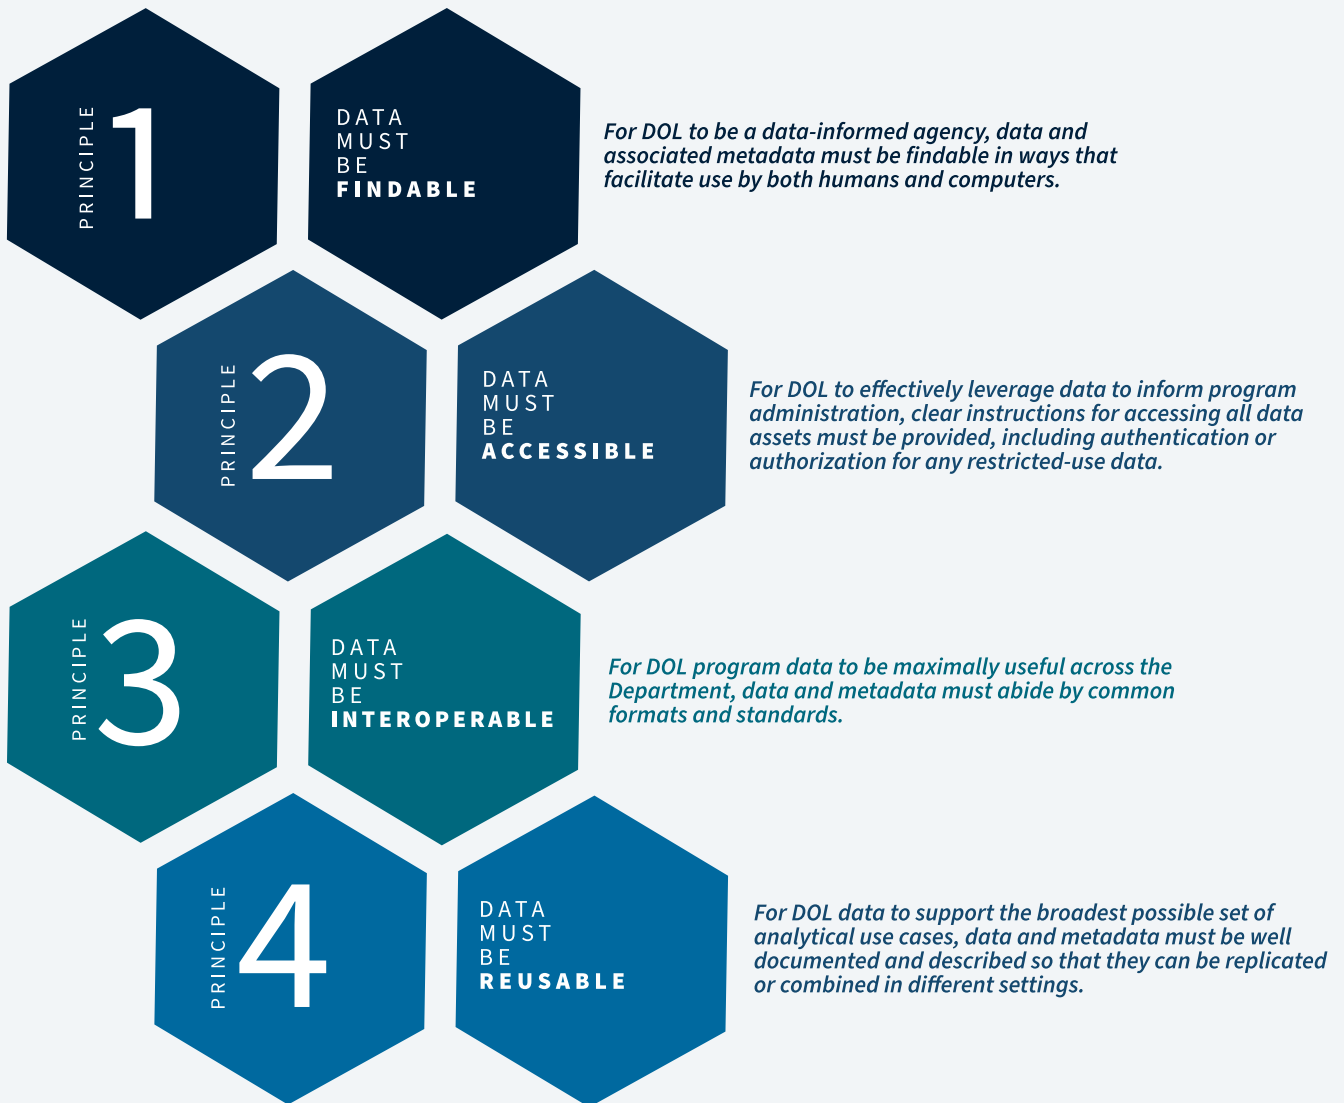 PRINCIPLE
1
DATA
MUST
BE
FINDABLE
For DOL to be a data-informed agency, data and
associated metadata must be findable in ways that
facilitate use by both humans and computers.
PRINCIPLE
2
DATA
MUST
BE
ACCESSIBLE
For DOL to effectively leverage data to inform program
administration, clear instructions for accessing all data
assets must be provided, including authentication or
authorization for any restricted-use data.
PRINCIPLE
3
DATA
MUST
BE
INTEROPERABLE
For DOL program data to be maximally useful across the
Department, data and metadata must abide by common
formats and standards.
PRINCIPLE
4
DATA
MUST
BE
REUSABLE
For DOL data to support the broadest possible set of
analytical use cases, data and metadata must be well
documented and described so that they can be replicated
or combined in different settings.